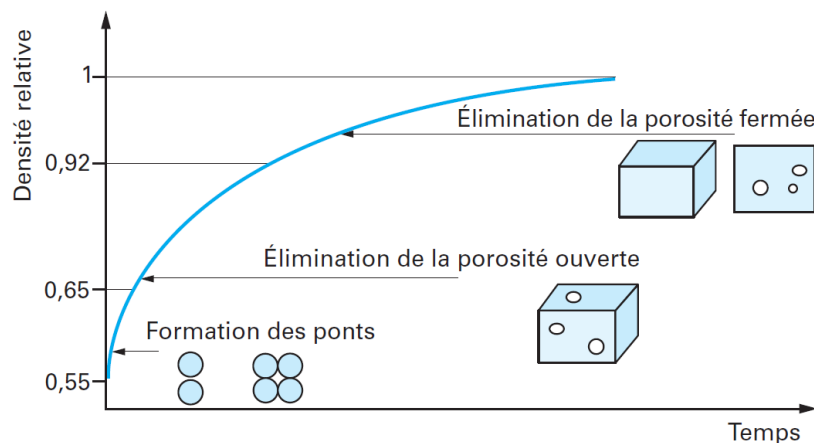 Densité relative
1
Élimination de la porosité fermée
0,92
Élimination de la porosité ouverte
0,65
Formation des ponts
0,55
Temps